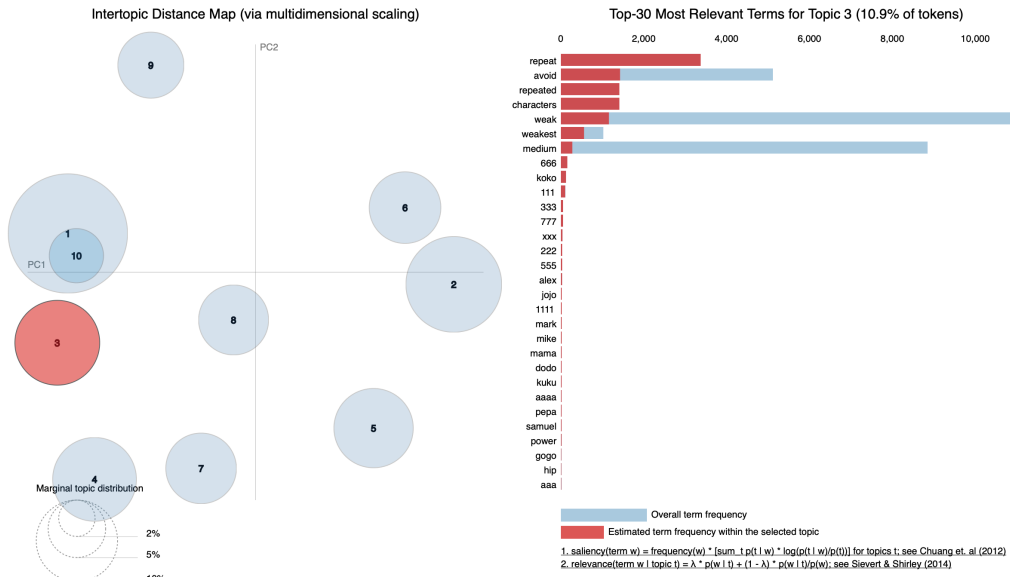 Intertopic Distance Map (via multidimensional scaling)
PC2
9
6
1
10
PC1
2
8
3
5
7
4
Marginal topic distribution
2%
5%
10%
Top-30 Most Relevant Terms for Topic 3 (10.9% of tokens)
0 2,000 4,000 6,000 8,000 10,000
repeat
avoid
repeated
characters
weak
weakest
medium
666
koko
111
333
777
xxx
222
555
alex
jojo
1111
mark
mike
mama
dodo
kuku
aaaa
pepa
samuel
power
gogo
hip
aaa
Overall term frequency
Estimated term frequency within the selected topic
1. saliency(term w) = frequency(w) * [sum_t p(t | w) * log(p(t | w)/p(t))] for topics t; see Chuang et. al (2012)
2. relevance(term w | topic t) = λ * p(w | t) + (1 - λ) * p(w | t)/p(w); see Sievert & Shirley (2014)